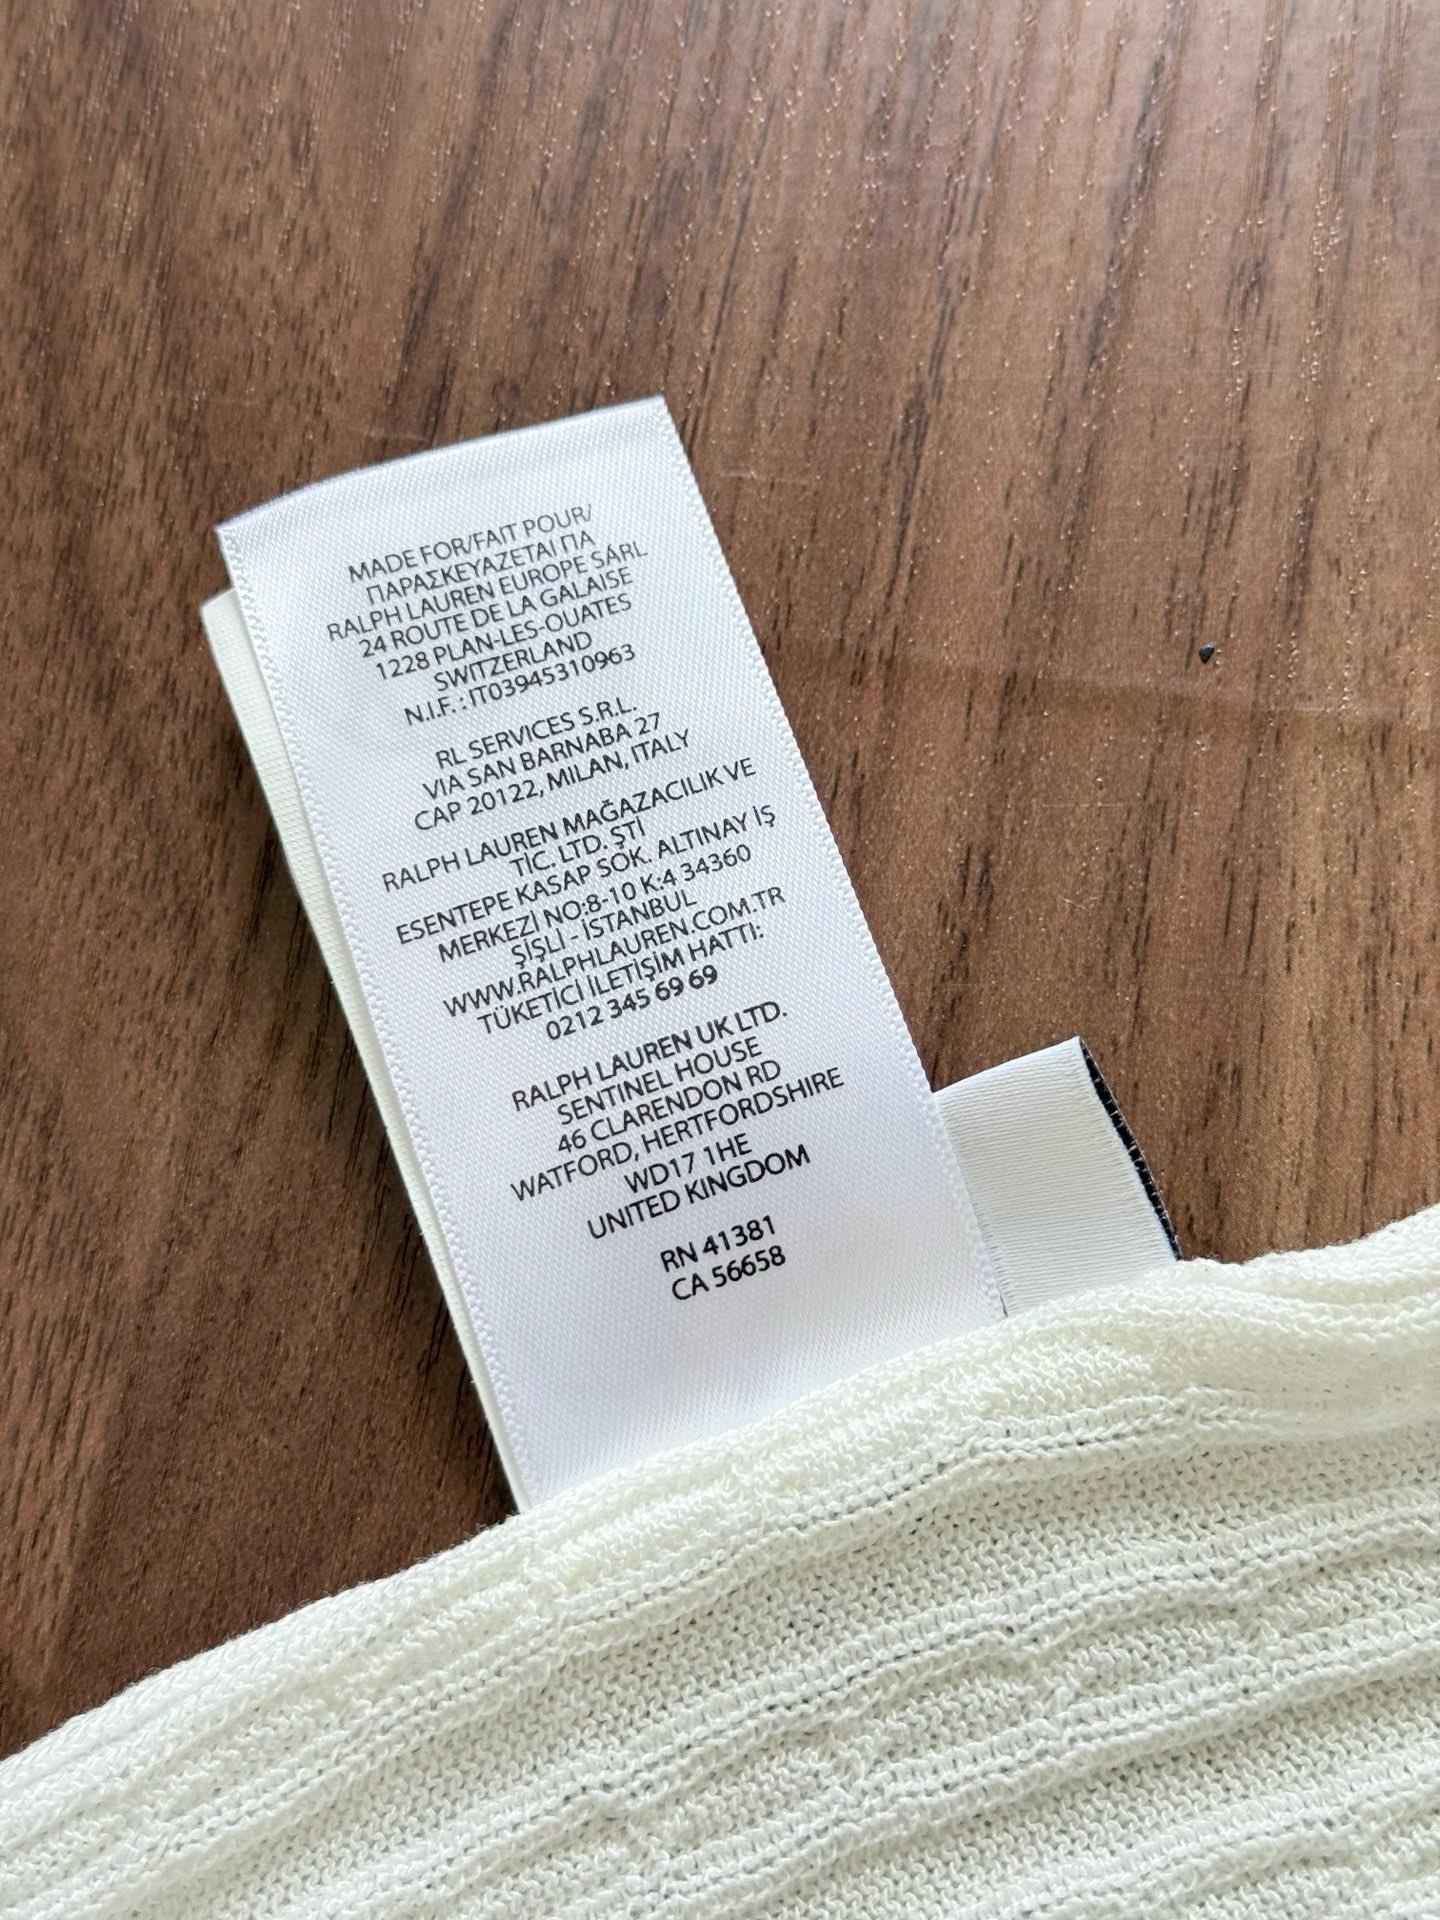 MADE FOR/FAIT POUR/
ΠΑΡΑΣΚΕΥΑΖΕΤΑΙ ΓΙΑ
RALPH LAUREN EUROPE SÁRL
24 ROUTE DE LA GALAISE
1228 PLAN-LES-OUATES
SWITZERLAND
N.I.F. : IT03945310963
RL SERVICES S.R.L.
VIA SAN BARNABA 27
CAP 20122, MILAN, ITALY
RALPH LAUREN MAĞAZACILIK VE
TİC. LTD. ŞTİ
ESENTEPE KASAP SOK. ALTINAY İŞ
MERKEZİ NO:8-10 K:4 34360
ŞİŞLİ - İSTANBUL
WWW.RALPHLAUREN.COM.TR
TÜKETİCİ İLETİŞİM HATTI:
0212 345 69 69
RALPH LAUREN UK LTD.
SENTINEL HOUSE
46 CLARENDON RD
WATFORD, HERTFORDSHIRE
WD17 1HE
UNITED KINGDOM
RN 41381
CA 56658